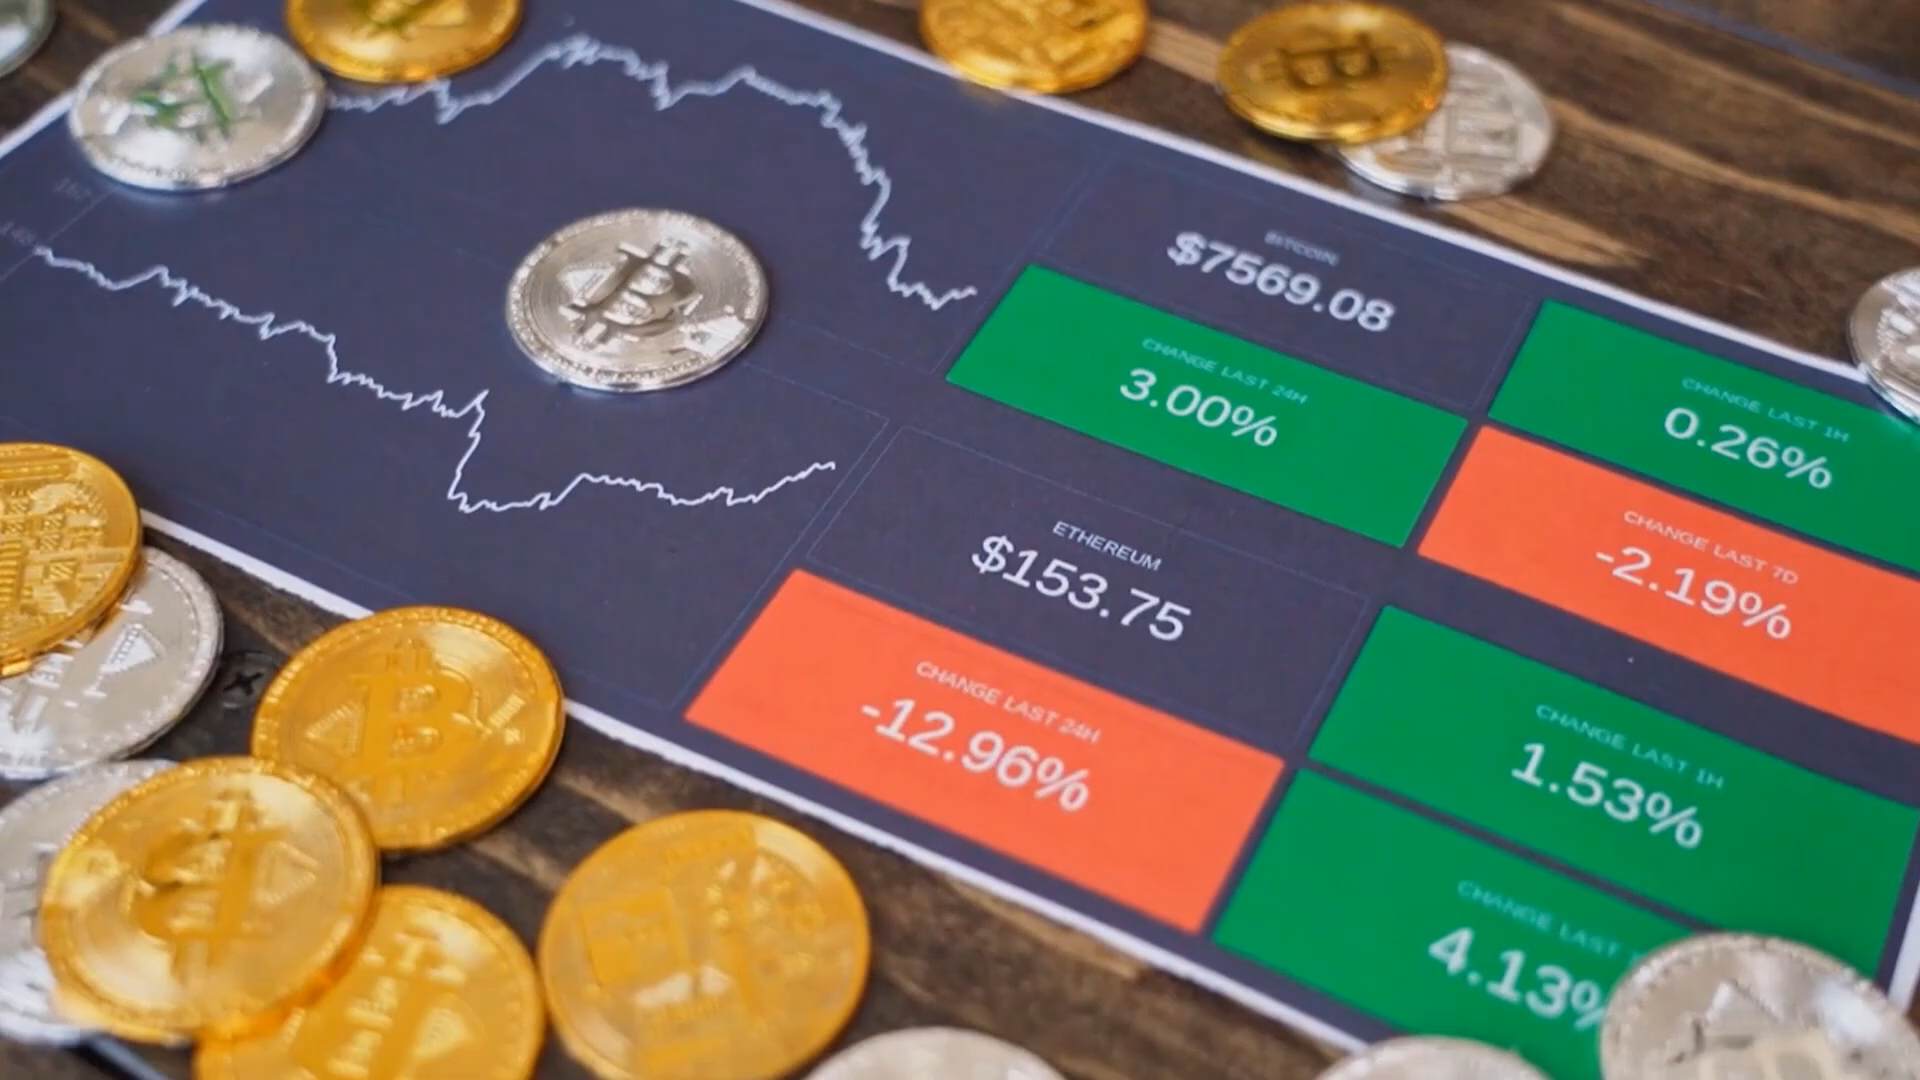 BITCOIN
$7569.08
CHANGE LAST 24H
3.00%
CHANGE LAST 1H
0.26%
CHANGE LAST 7D
-2.19%
ETHEREUM
$153.75
CHANGE LAST 24H
-12.96%
CHANGE LAST 1H
1.53%
CHANGE LAST
4.13%